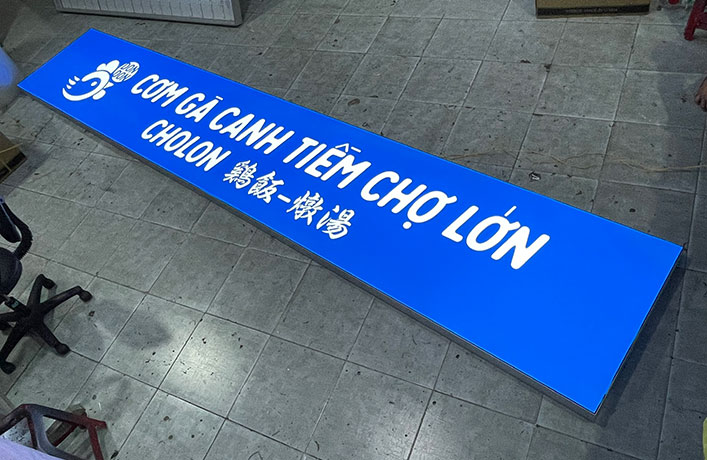 CƠM GÀ CANH TIỀM CHỢ LỚN
CHOLON 鷄飯-燉湯